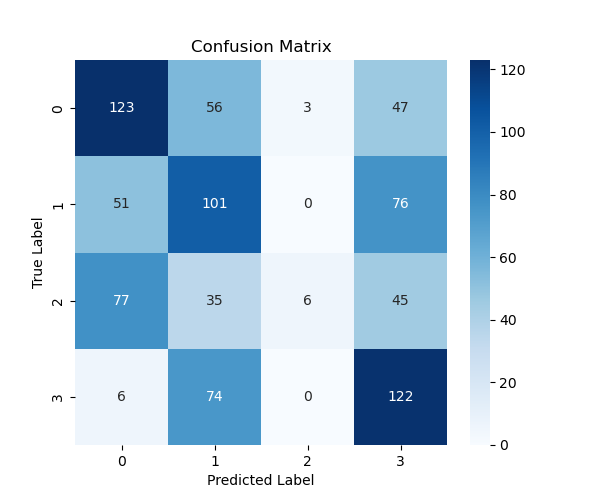 Confusion Matrix
0 123 56 3 47
1 51 101 0 76
2 77 35 6 45
3 6 74 0 122
0 1 2 3
Predicted Label
True Label
120
100
80
60
40
20
0